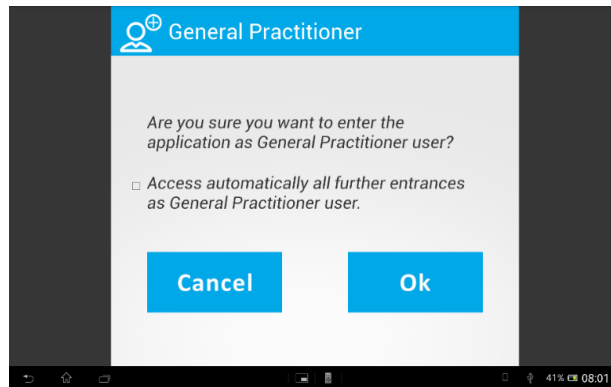 General Practitioner
Are you sure you want to enter the
application as General Practitioner user?
Access automatically all further entrances
as General Practitioner user.
Cancel
Ok
41%
08:01